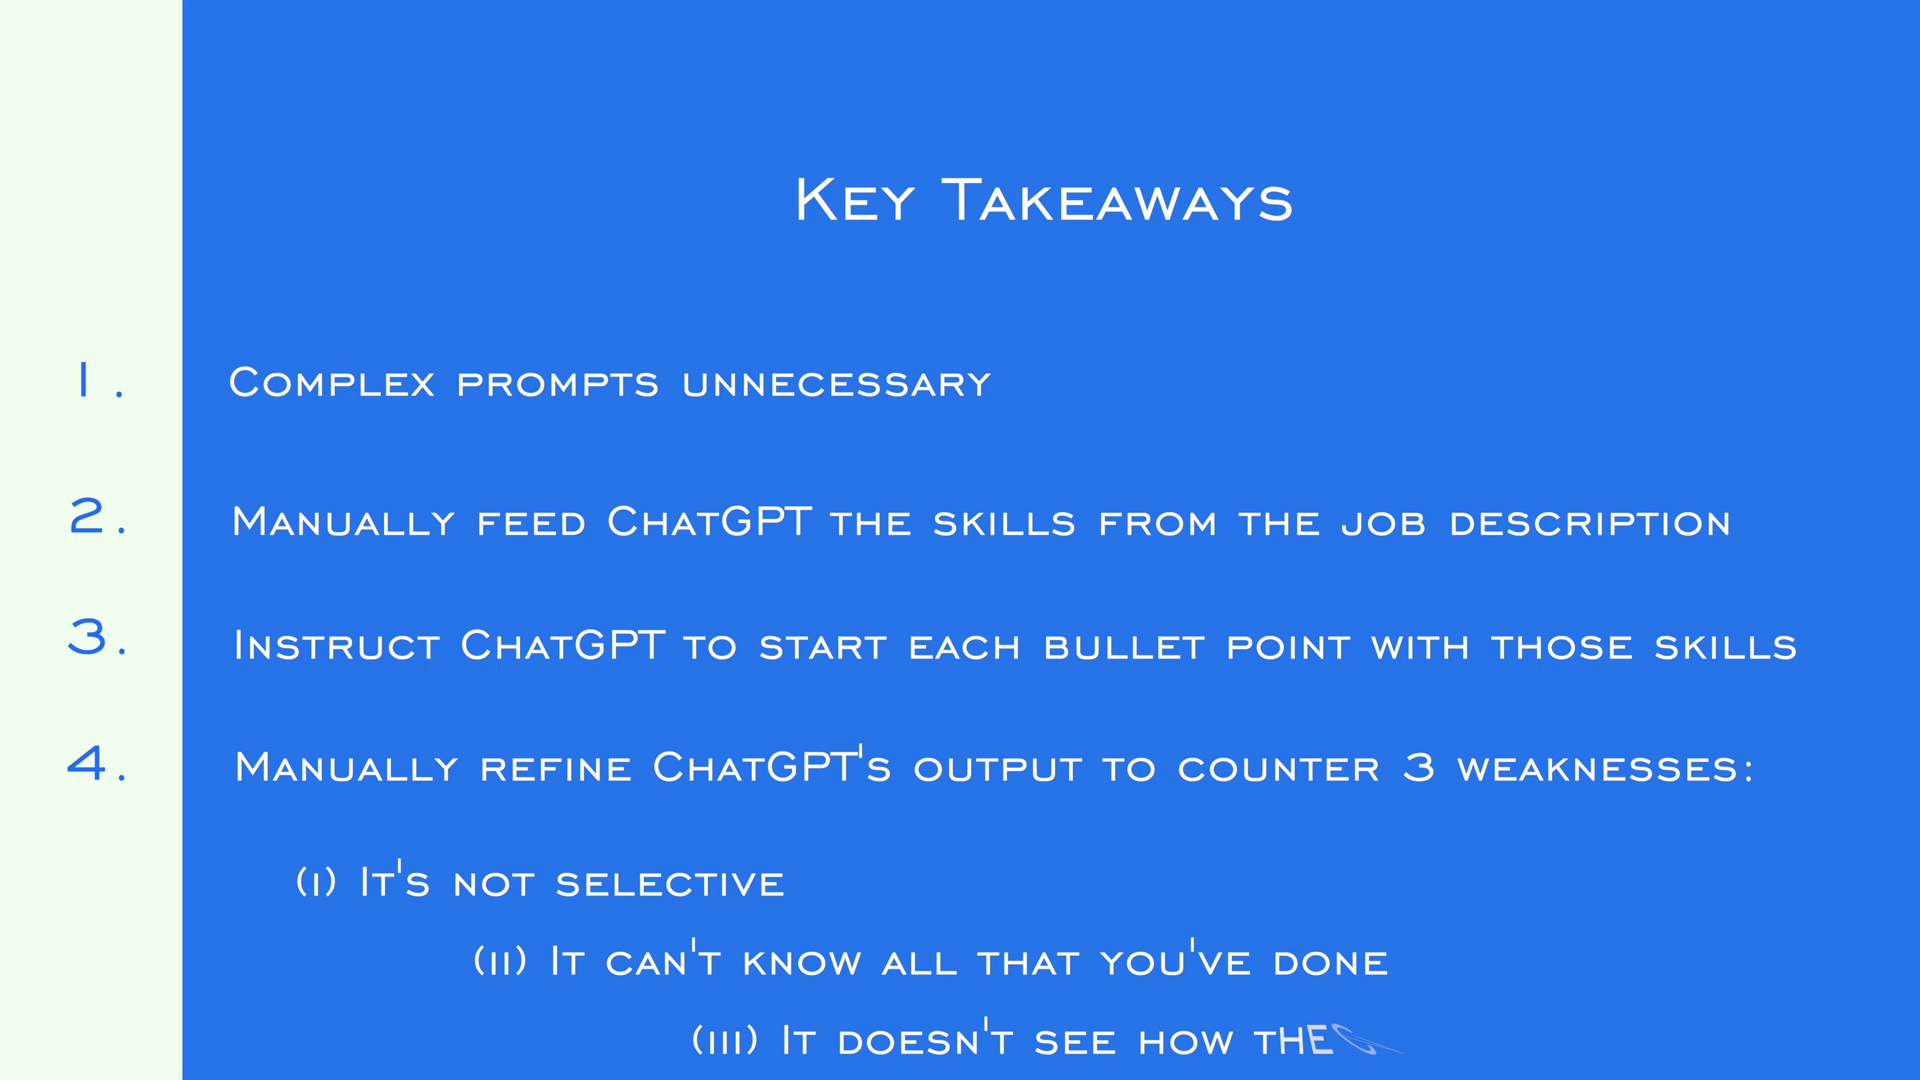 Key Takeaways
1. Complex prompts unnecessary
2. Manually feed ChatGPT the skills from the job description
3. Instruct ChatGPT to start each bullet point with those skills
4. Manually refine ChatGPT's output to counter 3 weaknesses:
(i) It's not selective
(ii) It can't know all that you've done
(iii) It doesn't see how the